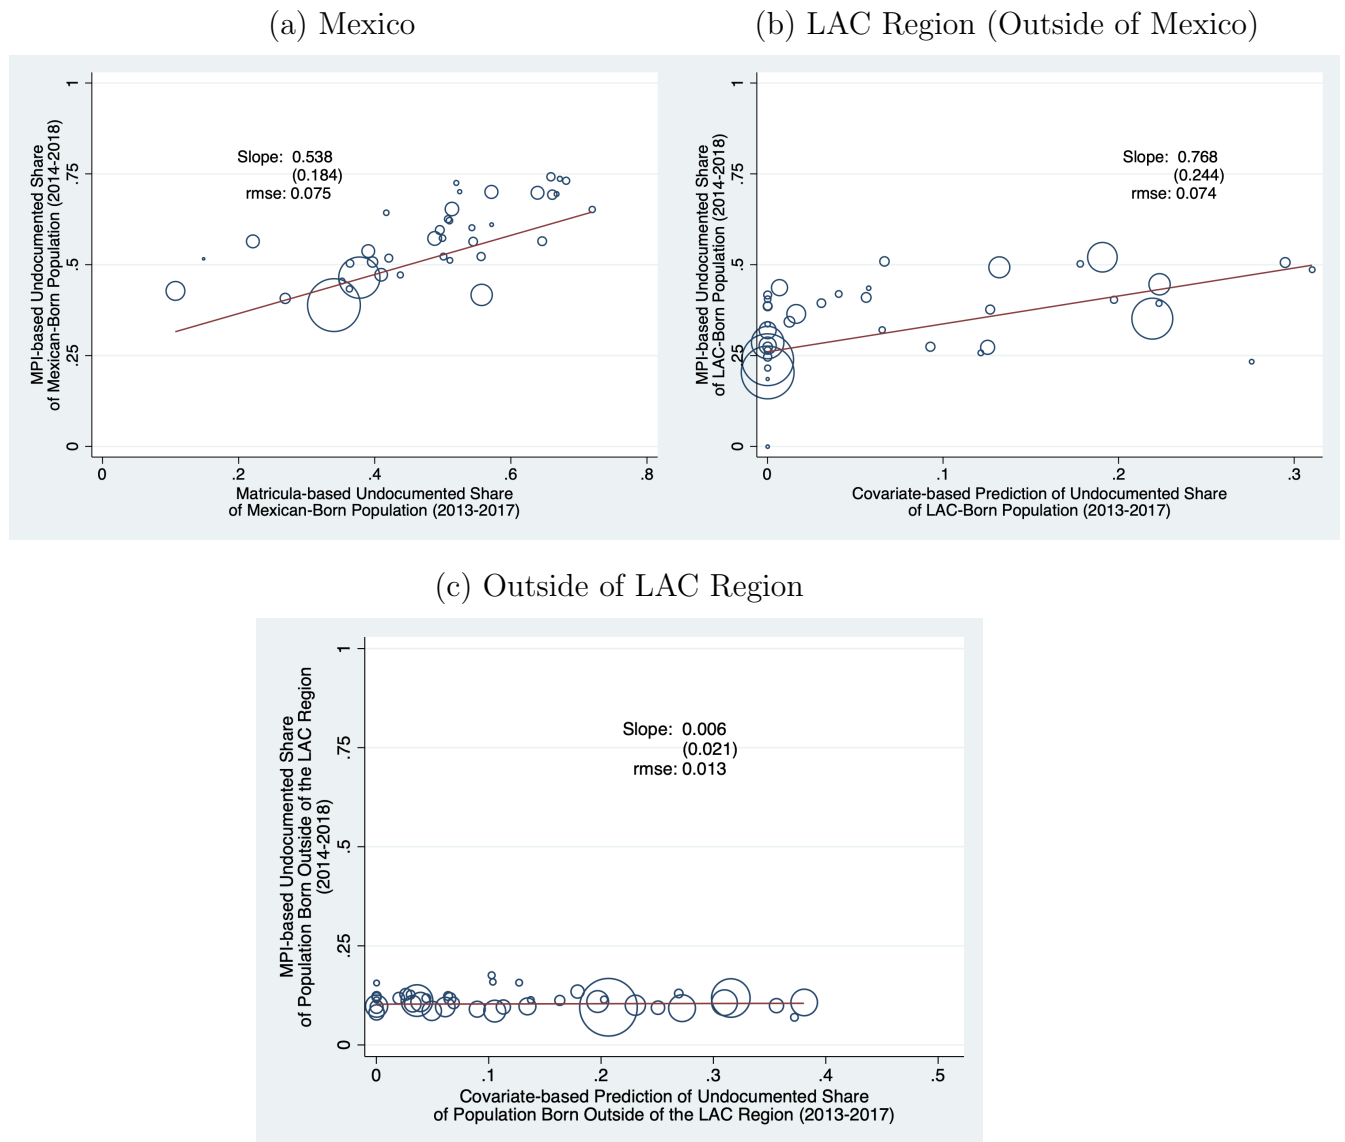 (a) Mexico
MPI-based Undocumented Share
of Mexican-Born Population (2014-2018)
1
.75
.5
.25
0
Slope: 0.538
(0.184)
rmse: 0.075
0 .2 .4 .6 .8
Matricula-based Undocumented Share
of Mexican-Born Population (2013-2017)
(b) LAC Region (Outside of Mexico)
MPI-based Undocumented Share
of LAC-Born Population (2014-2018)
1
.75
.5
.25
0
Slope: 0.768
(0.244)
rmse: 0.074
0 .1 .2 .3
Covariate-based Prediction of Undocumented Share
of LAC-Born Population (2013-2017)
(c) Outside of LAC Region
MPI-based Undocumented Share
of Population Born Outside of the LAC Region
(2014-2018)
1
.75
.5
.25
0
Slope: 0.006
(0.021)
rmse: 0.013
0 .1 .2 .3 .4 .5
Covariate-based Prediction of Undocumented Share
of Population Born Outside of the LAC Region (2013-2017)